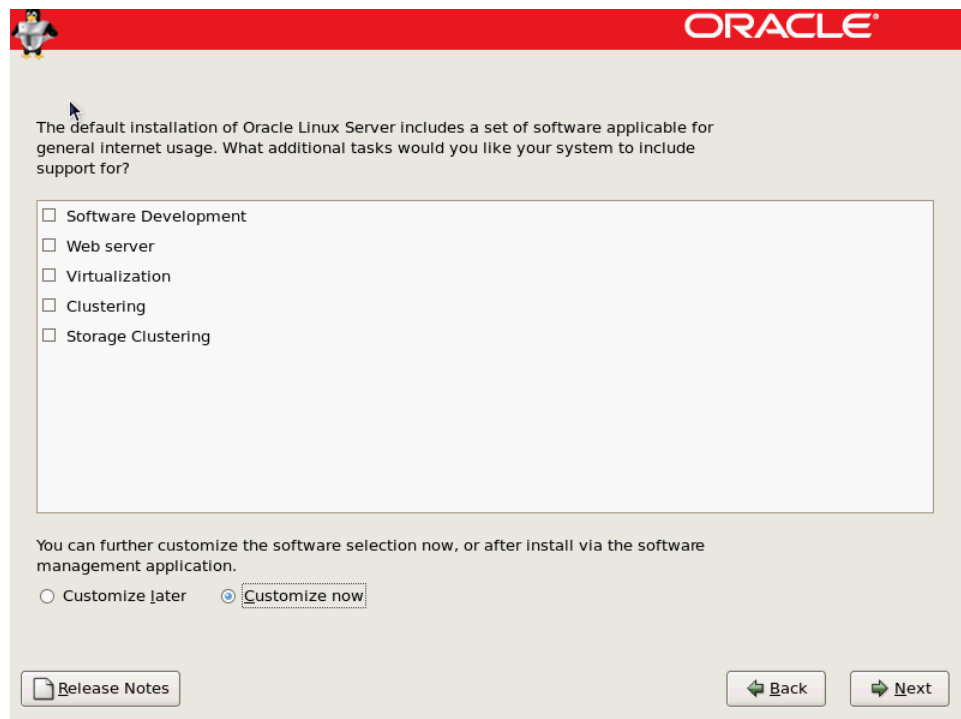 ORACLE®
The default installation of Oracle Linux Server includes a set of software applicable for
general internet usage. What additional tasks would you like your system to include
support for?
Software Development
Web server
Virtualization
Clustering
Storage Clustering
You can further customize the software selection now, or after install via the software
management application.
Customize later Customize now
Release Notes Back Next